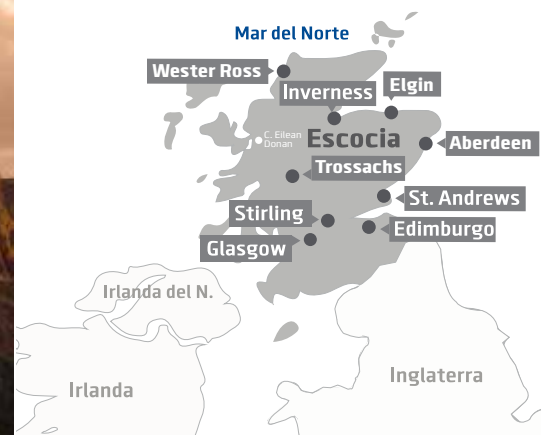 Mar del Norte
Wester Ross
Inverness
Elgin
C. Eilean
Donan
Escocia
Aberdeen
Trossachs
St. Andrews
Stirling
Edimburgo
Glasgow
Irlanda del N.
Irlanda
Inglaterra